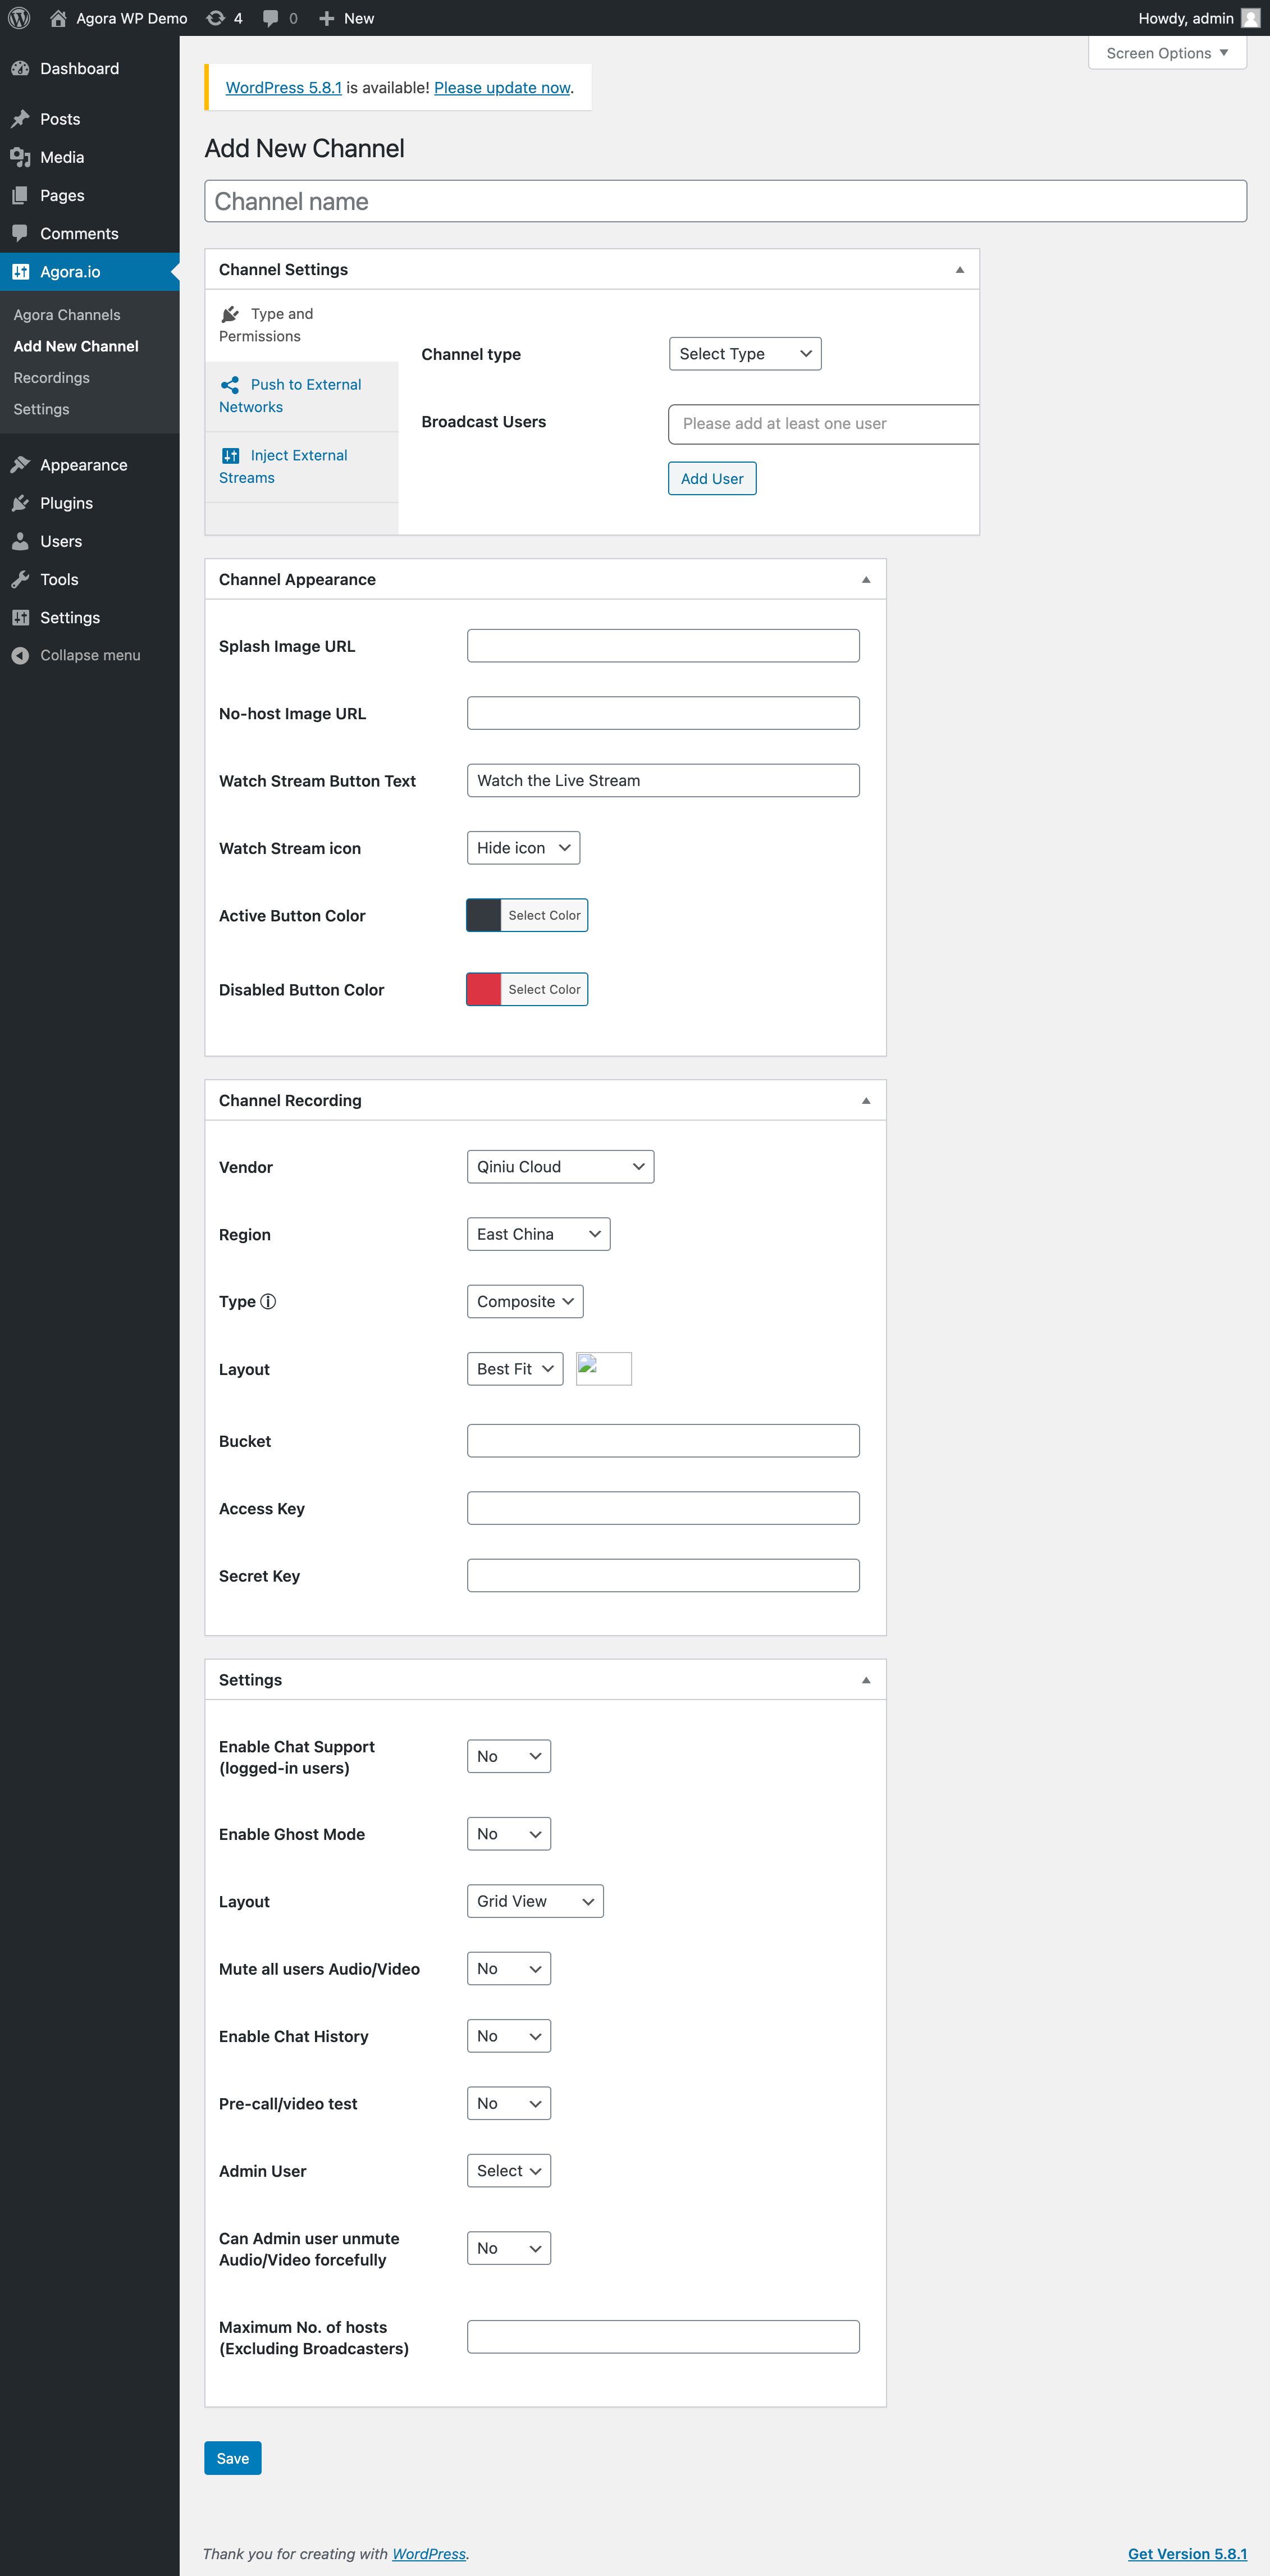 Agora WP Demo 4 0 New Howdy, admin
Screen Options
Dashboard
Posts
Media
Pages
Comments
Agora.io
Agora Channels
Add New Channel
Recordings
Settings
Appearance
Plugins
Users
Tools
Settings
Collapse menu
WordPress 5.8.1 is available! Please update now.
Add New Channel
Channel name
Channel Settings
Type and
Permissions
Push to External
Networks
Inject External
Streams
Channel type Select Type
Broadcast Users Please add at least one user
Add User
Channel Appearance
Splash Image URL
No-host Image URL
Watch Stream Button Text Watch the Live Stream
Watch Stream icon Hide icon
Active Button Color Select Color
Disabled Button Color Select Color
Channel Recording
Vendor Qiniu Cloud
Region East China
Type Composite
Layout Best Fit
Bucket
Access Key
Secret Key
Settings
Enable Chat Support
(logged-in users) No
Enable Ghost Mode No
Layout Grid View
Mute all users Audio/Video No
Enable Chat History No
Pre-call/video test No
Admin User Select
Can Admin user unmute
Audio/Video forcefully No
Maximum No. of hosts
(Excluding Broadcasters)
Save
Thank you for creating with WordPress. Get Version 5.8.1